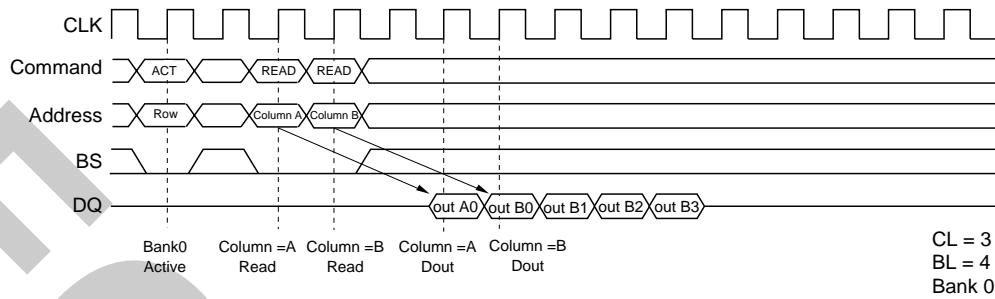 CLK
Command ACT READ READ
Address Row Column A Column B
BS
DQ out A0 out B0 out B1 out B2 out B3
Bank0 Column =A Column =B Column =A Column =B
Active Read Read Dout Dout
CL = 3
BL = 4
Bank 0